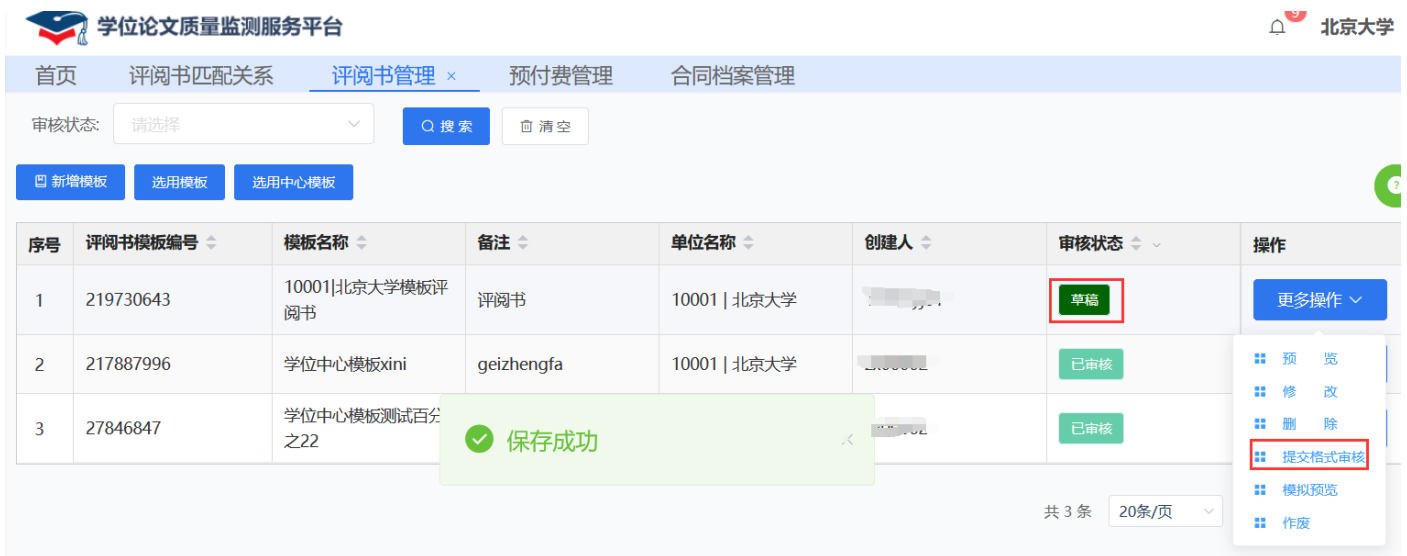 学位论文质量监测服务平台
9
北京大学
首页 评阅书匹配关系 评阅书管理 × 预付费管理 合同档案管理
审核状态: 请选择 搜索 清空
新增模板 选用模板 选用中心模板
序号 评阅书模板编号 模板名称 备注 单位名称 创建人 审核状态 操作
1 219730643 10001|北京大学模板评 评阅书 10001 | 北京大学 草稿 更多操作
阅书
2 217887996 学位中心模板xini geizhengfa 10001 | 北京大学 已审核
3 27846847 学位中心模板测试百分 已审核
之22
保存成功
预 览
修 改
删 除
提交格式审核
模拟预览
作废
共 3 条 20条/页